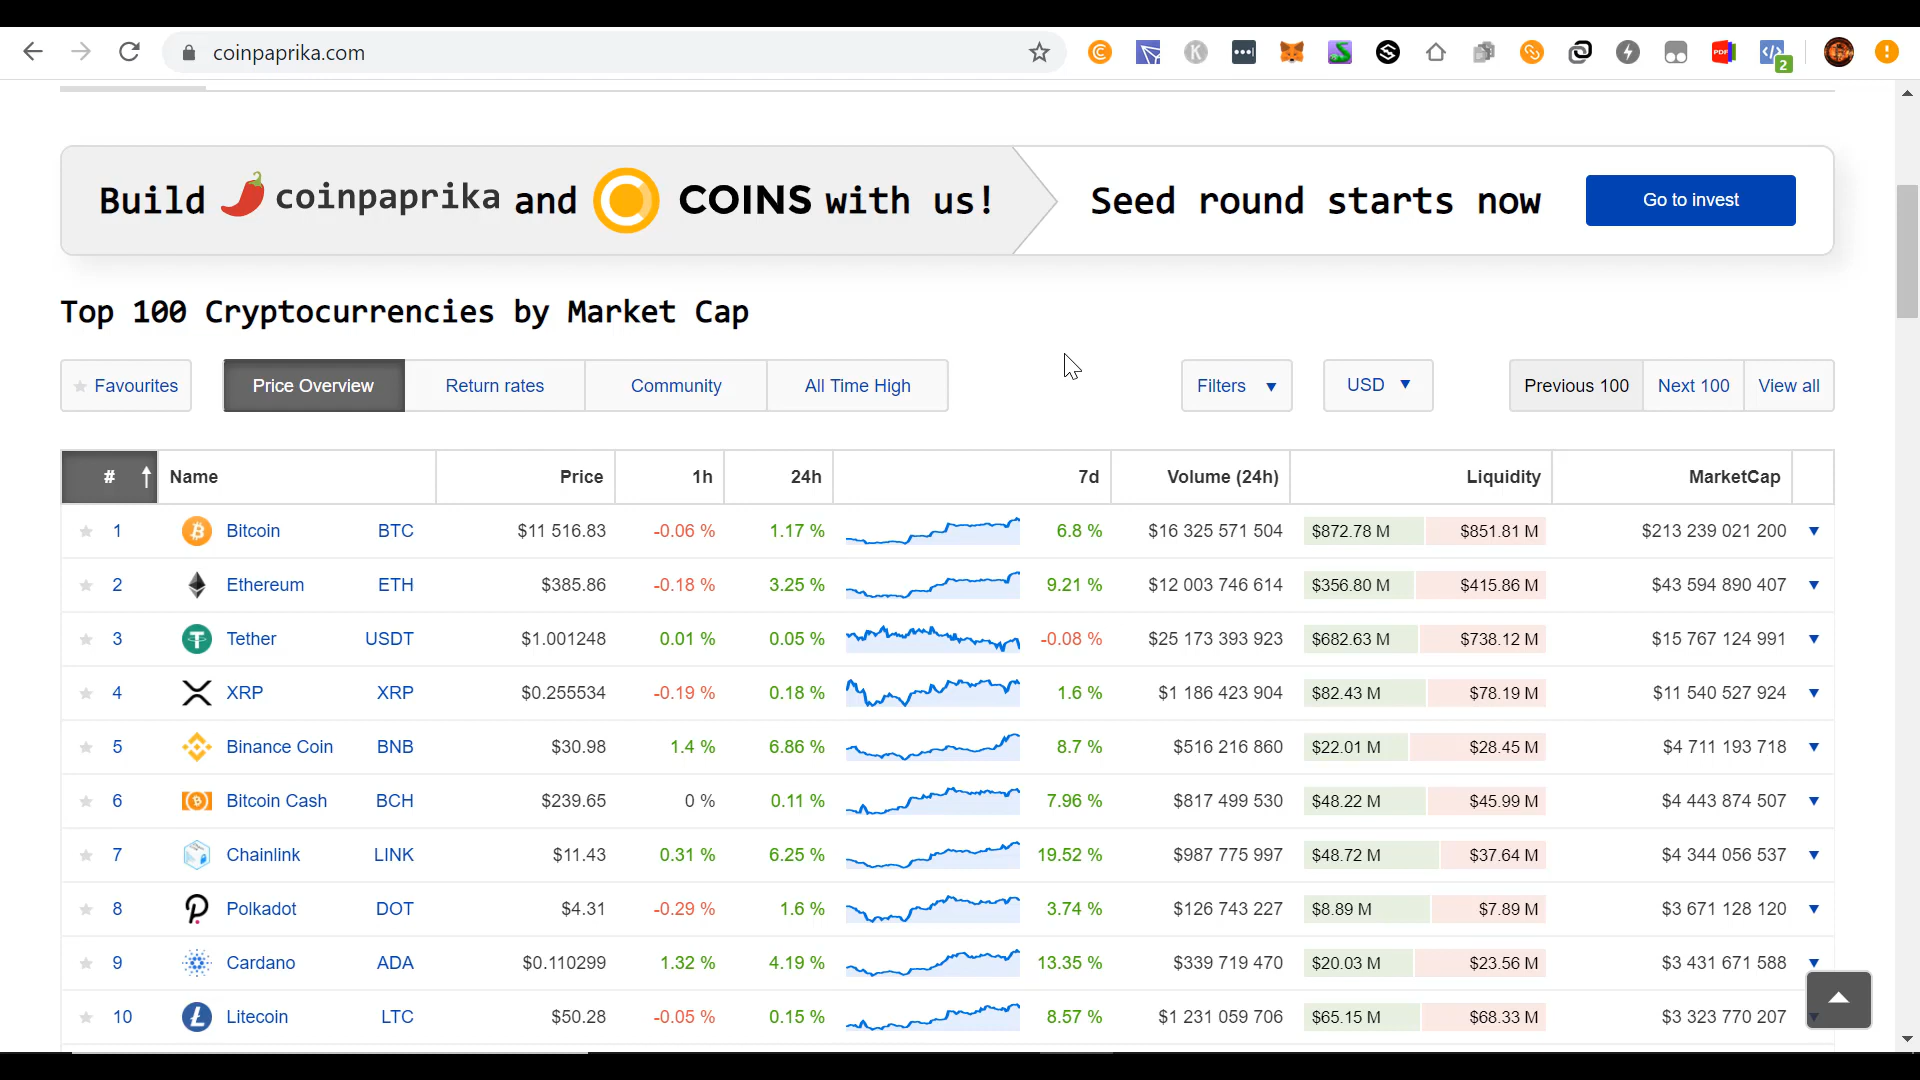 coinpaprika.com
2
Build coinpaprika and COINS with us! Seed round starts now Go to invest
Top 100 Cryptocurrencies by Market Cap
Favourites Price Overview Return rates Community All Time High Filters USD Previous 100 Next 100 View all
# Name Price 1h 24h 7d Volume (24h) Liquidity MarketCap
1 Bitcoin BTC $11 516.83 -0.06 % 1.17 % 6.8 % $16 325 571 504 $872.78 M $851.81 M $213 239 021 200
2 Ethereum ETH $385.86 -0.18 % 3.25 % 9.21 % $12 003 746 614 $356.80 M $415.86 M $43 594 890 407
3 Tether USDT $1.001248 0.01 % 0.05 % -0.08 % $25 173 393 923 $682.63 M $738.12 M $15 767 124 991
4 XRP XRP $0.255534 -0.19 % 0.18 % 1.6 % $1 186 423 904 $82.43 M $78.19 M $11 540 527 924
5 Binance Coin BNB $30.98 1.4 % 6.86 % 8.7 % $516 216 860 $22.01 M $28.45 M $4 711 193 718
6 Bitcoin Cash BCH $239.65 0 % 0.11 % 7.96 % $817 499 530 $48.22 M $45.99 M $4 443 874 507
7 Chainlink LINK $11.43 0.31 % 6.25 % 19.52 % $987 775 997 $48.72 M $37.64 M $4 344 056 537
8 Polkadot DOT $4.31 -0.29 % 1.6 % 3.74 % $126 743 227 $8.89 M $7.89 M $3 671 128 120
9 Cardano ADA $0.110299 1.32 % 4.19 % 13.35 % $339 719 470 $20.03 M $23.56 M $3 431 671 588
10 Litecoin LTC $50.28 -0.05 % 0.15 % 8.57 % $1 231 059 706 $65.15 M $68.33 M $3 323 770 207